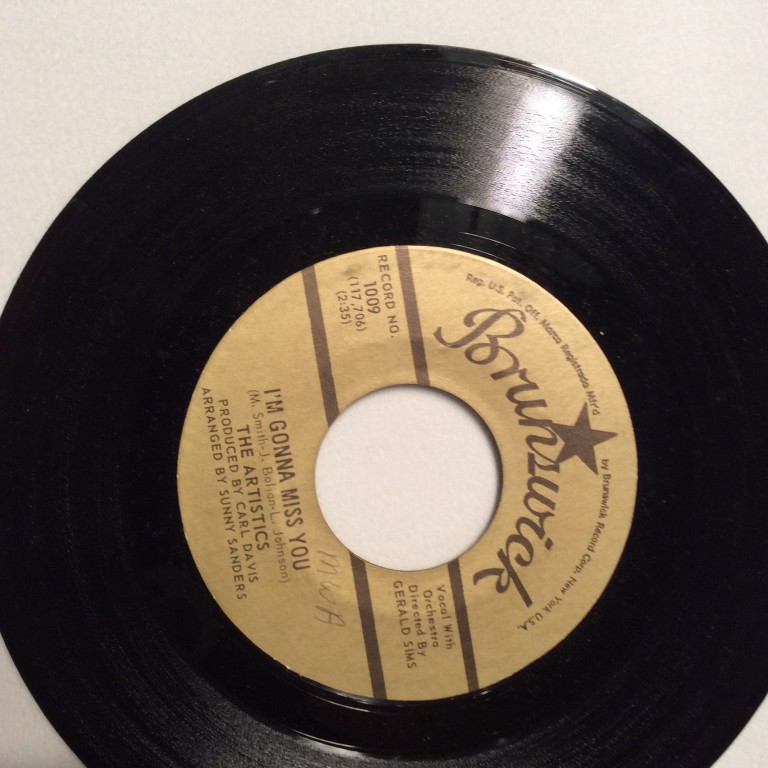 Brunswick
Reg. U.S. Pat. Off. Marca Registrada Mfr'd by Brunswick Record Corp. New York U.S.A.
RECORD NO.
1009
(117,706)
(2:35)
Vocal With
Orchestra
Directed By
GERALD SIMS
I'M GONNA MISS YOU
(M. Smith-J. Bolian-L. Johnson)
THE ARTISTICS
PRODUCED BY CARL DAVIS
ARRANGED BY SUNNY SANDERS